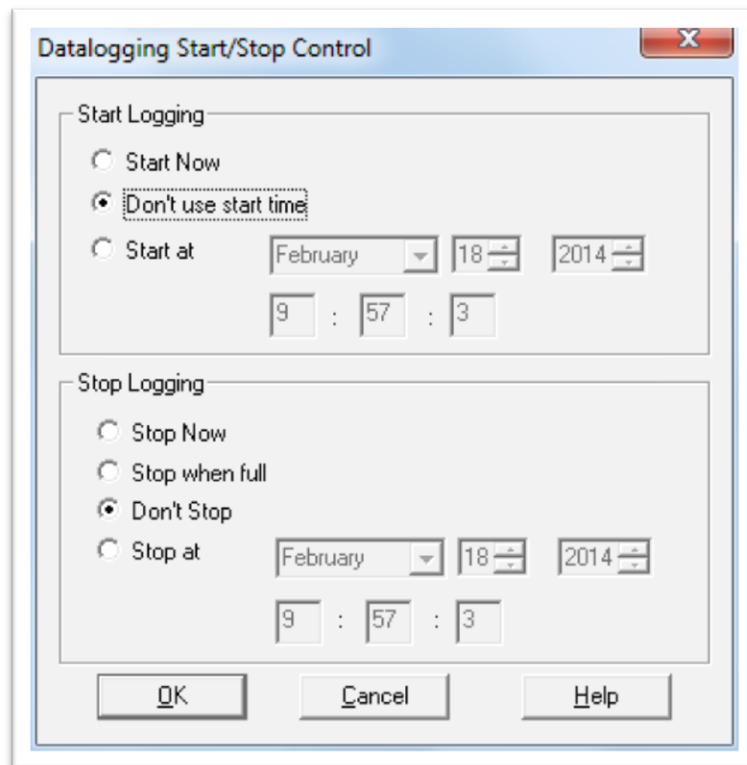 Datalogging Start/Stop Control
Start Logging
Start Now
Don't use start time
Start at February 18 2014
9 : 57 : 3
Stop Logging
Stop Now
Stop when full
Don't Stop
Stop at February 18 2014
9 : 57 : 3
OK Cancel Help